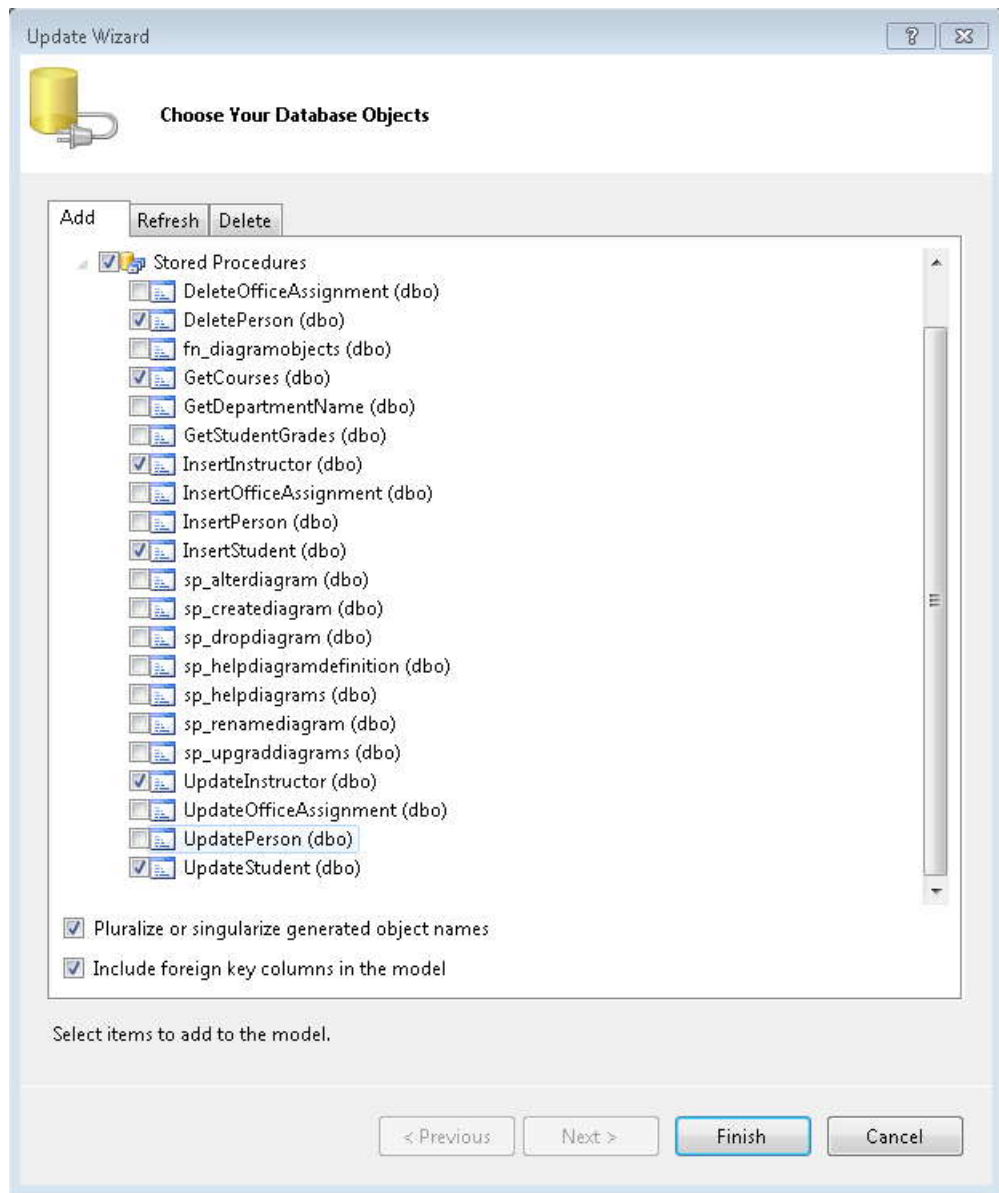 Update Wizard
Choose Your Database Objects
Add Refresh Delete
Stored Procedures
DeleteOfficeAssignment (dbo)
DeletePerson (dbo)
fn_diagramobjects (dbo)
GetCourses (dbo)
GetDepartmentName (dbo)
GetStudentGrades (dbo)
InsertInstructor (dbo)
InsertOfficeAssignment (dbo)
InsertPerson (dbo)
InsertStudent (dbo)
sp_alterdiagram (dbo)
sp_creatediagram (dbo)
sp_dropdiagram (dbo)
sp_helpdiagramdefinition (dbo)
sp_helpdiagrams (dbo)
sp_renamediagram (dbo)
sp_upgraddiagrams (dbo)
UpdateInstructor (dbo)
UpdateOfficeAssignment (dbo)
UpdatePerson (dbo)
UpdateStudent (dbo)
Pluralize or singularize generated object names
Include foreign key columns in the model
Select items to add to the model.
< Previous Next > Finish Cancel